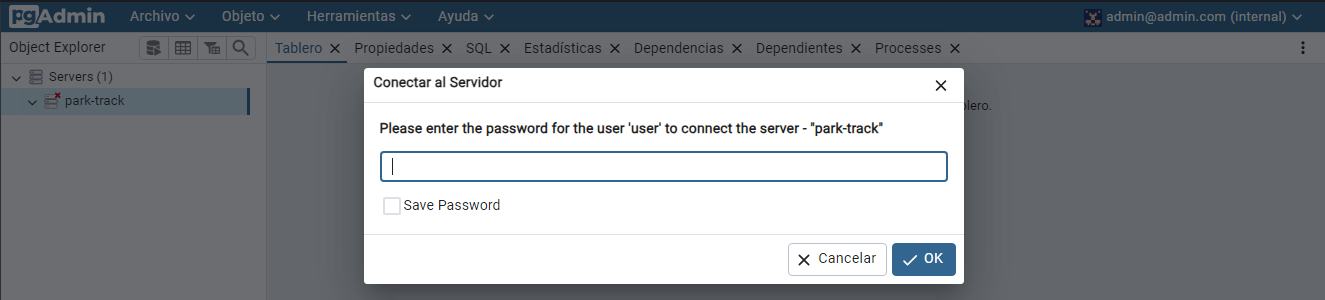 pgAdmin Archivo Objeto Herramientas Ayuda admin@admin.com (internal)
Object Explorer Tablero Propiedades SQL Estadísticas Dependencias Dependientes Processes
Servers (1)
park-track
Conectar al Servidor
Please enter the password for the user 'user' to connect the server - "park-track"
Save Password
Cancelar OK